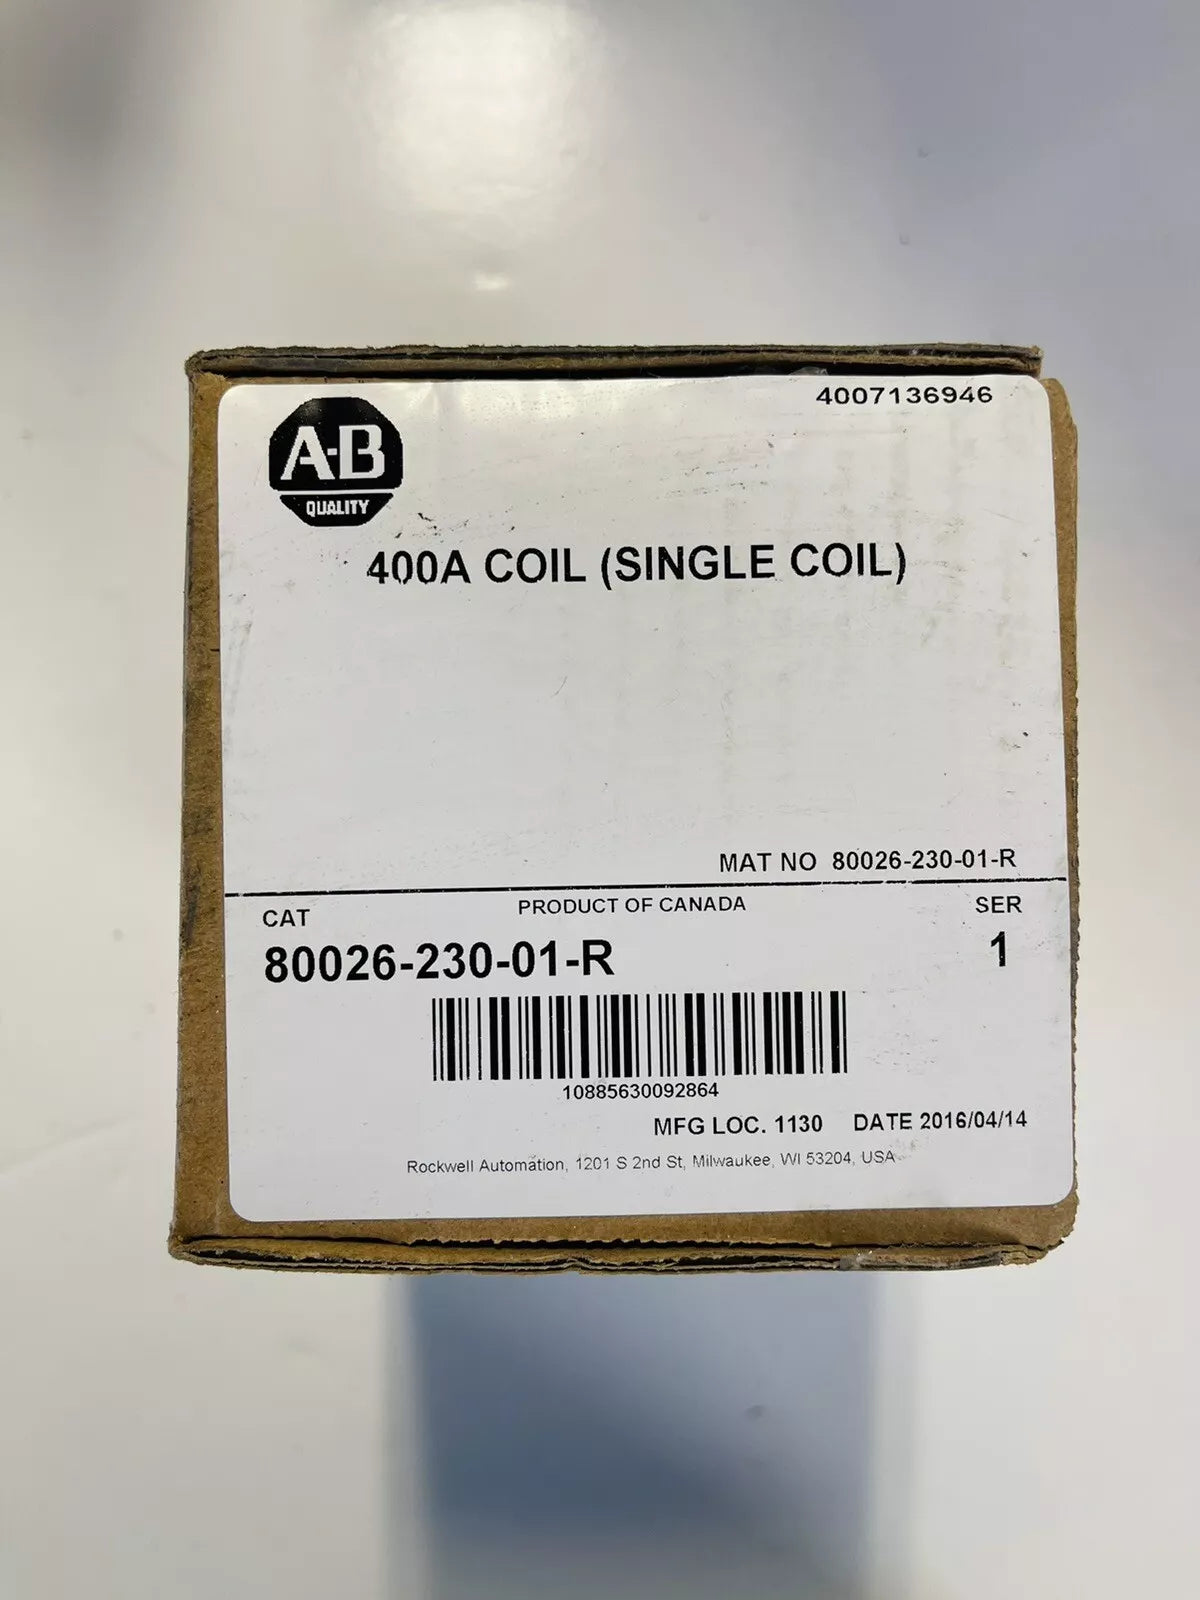 4007136946
A-B
QUALITY
400A COIL (SINGLE COIL)
MAT NO 80026-230-01-R
CAT PRODUCT OF CANADA SER
80026-230-01-R 1
10885630092864
MFG LOC. 1130 DATE 2016/04/14
Rockwell Automation, 1201 S 2nd St, Milwaukee, WI 53204, USA